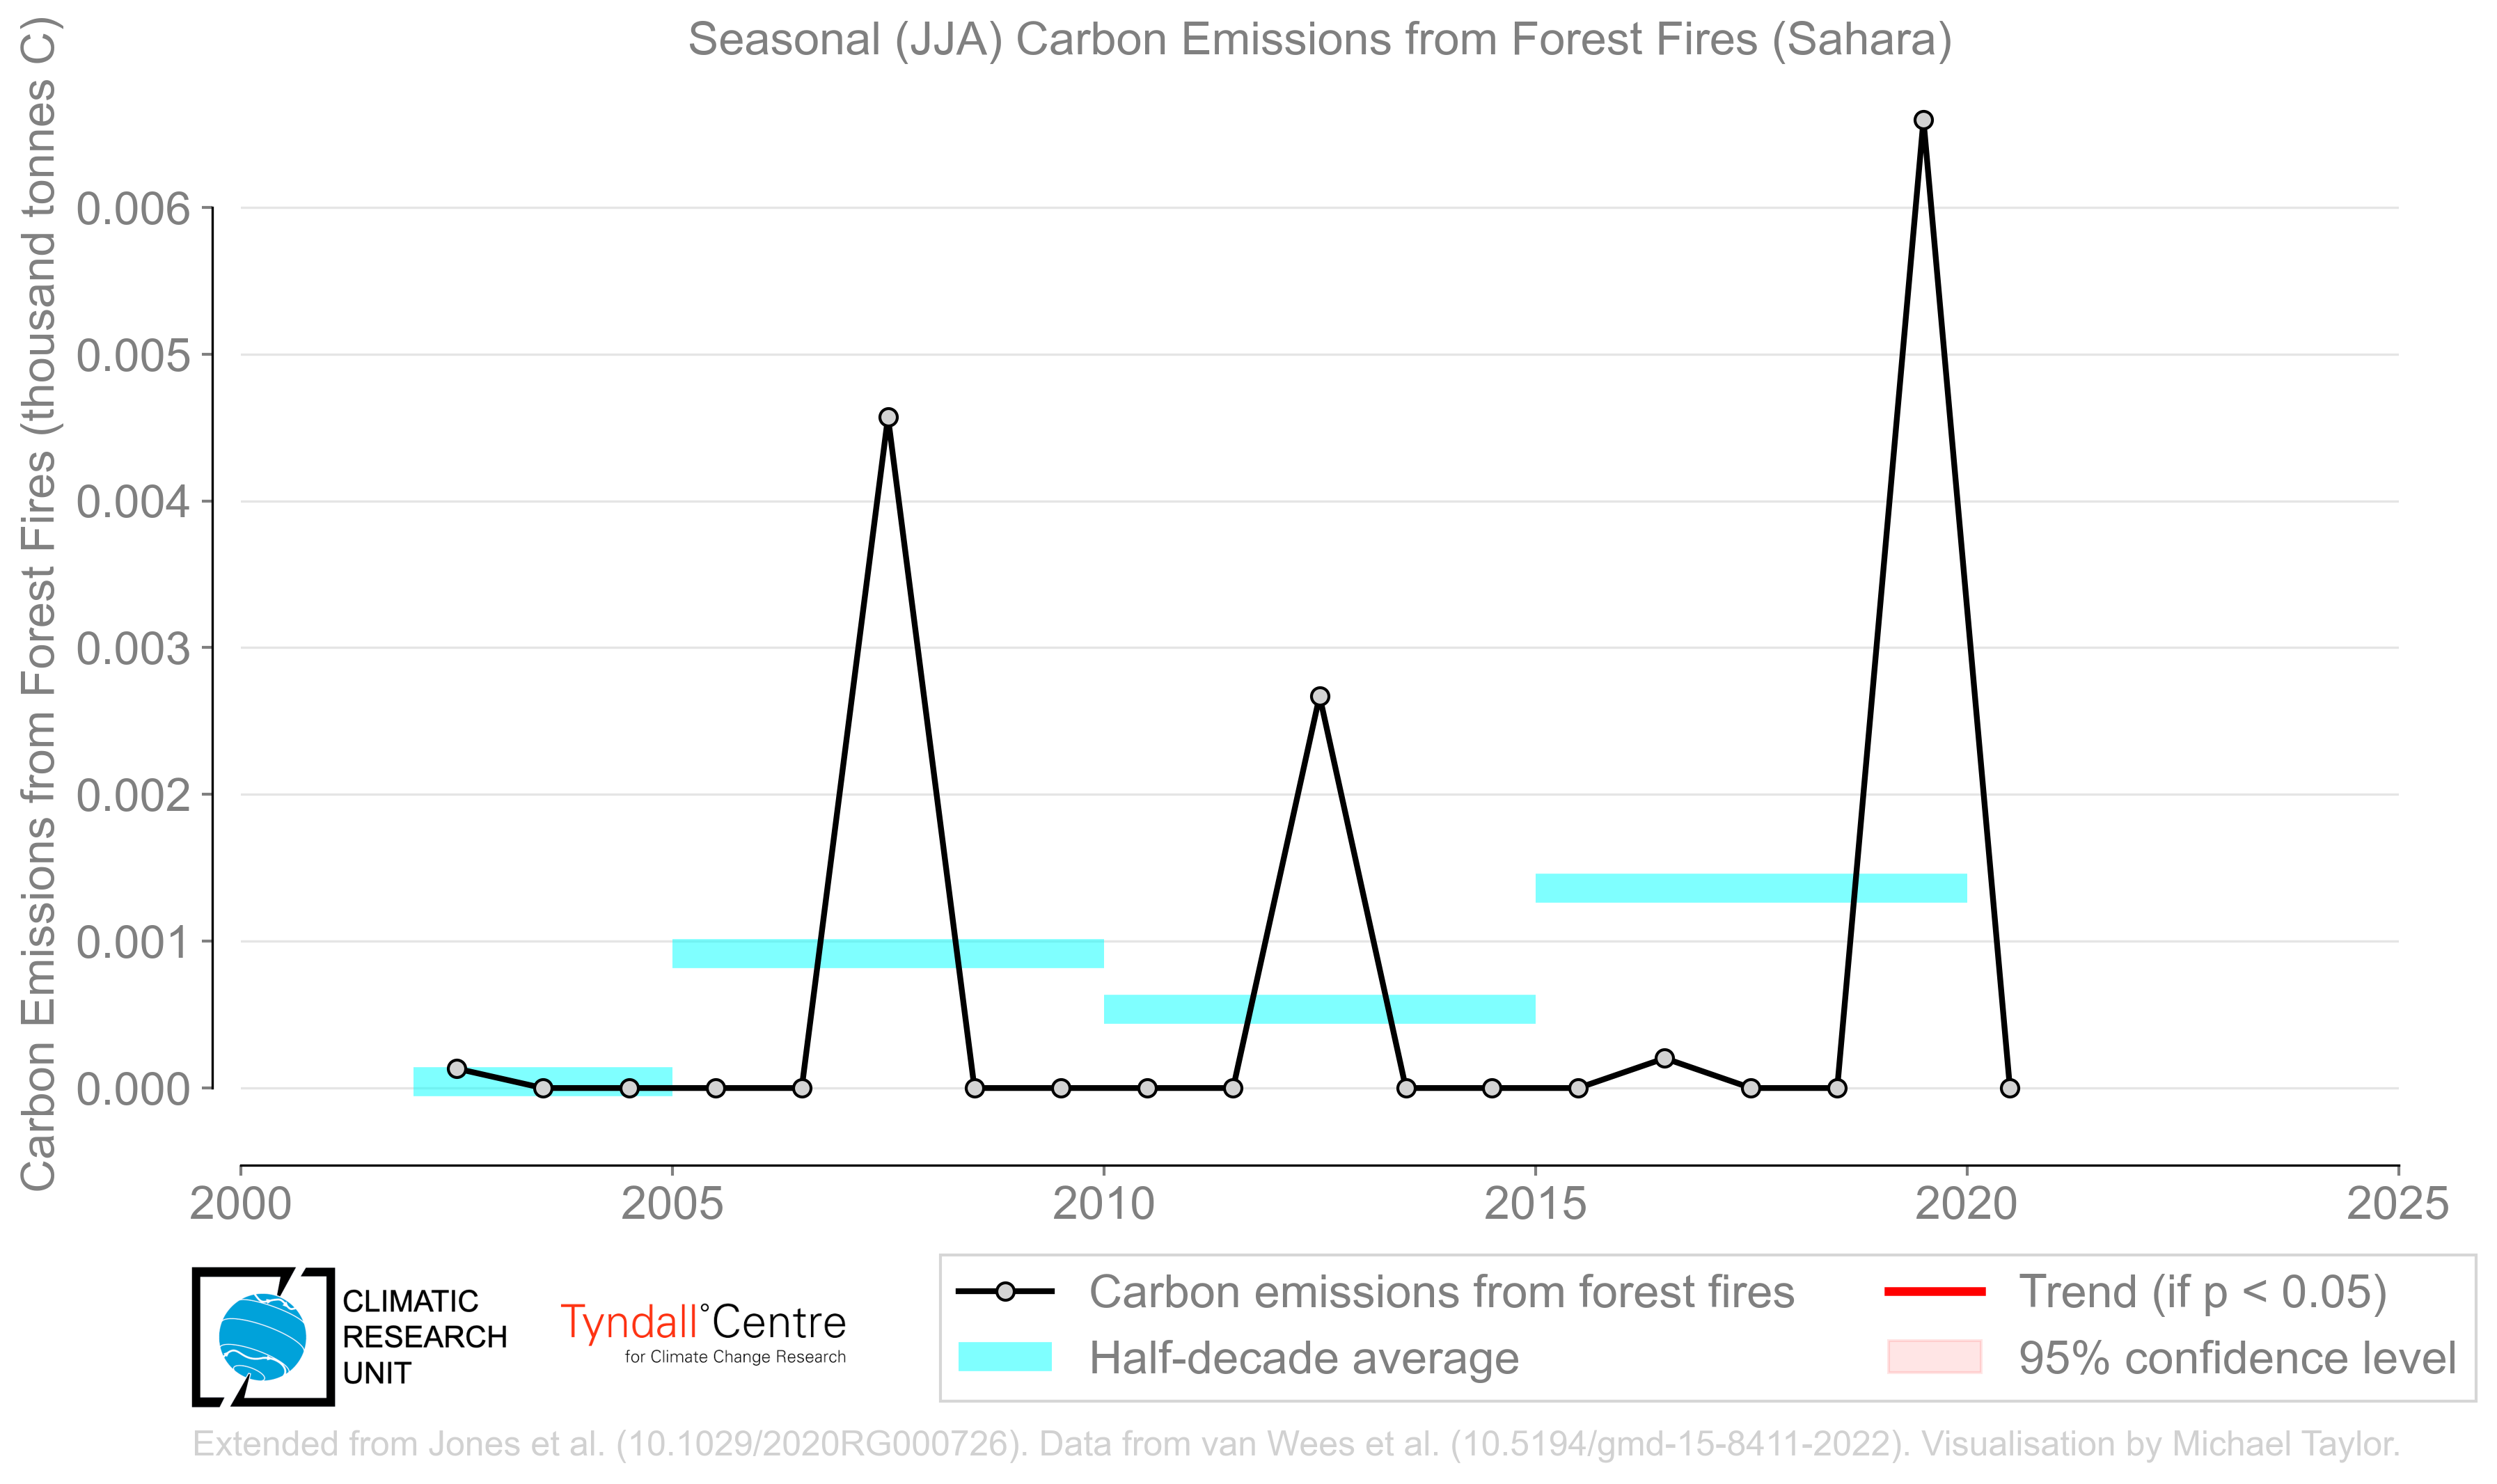 Seasonal (JJA) Carbon Emissions from Forest Fires (Sahara)
Carbon Emissions from Forest Fires (thousand tonnes C)
0.006
0.005
0.004
0.003
0.002
0.001
0.000
2000 2005 2010 2015 2020 2025
CLIMATIC
RESEARCH
UNIT
Tyndall°Centre
for Climate Change Research
Carbon emissions from forest fires
Half-decade average
Trend (if p < 0.05)
95% confidence level
Extended from Jones et al. (10.1029/2020RG000726). Data from van Wees et al. (10.5194/gmd-15-8411-2022). Visualisation by Michael Taylor.